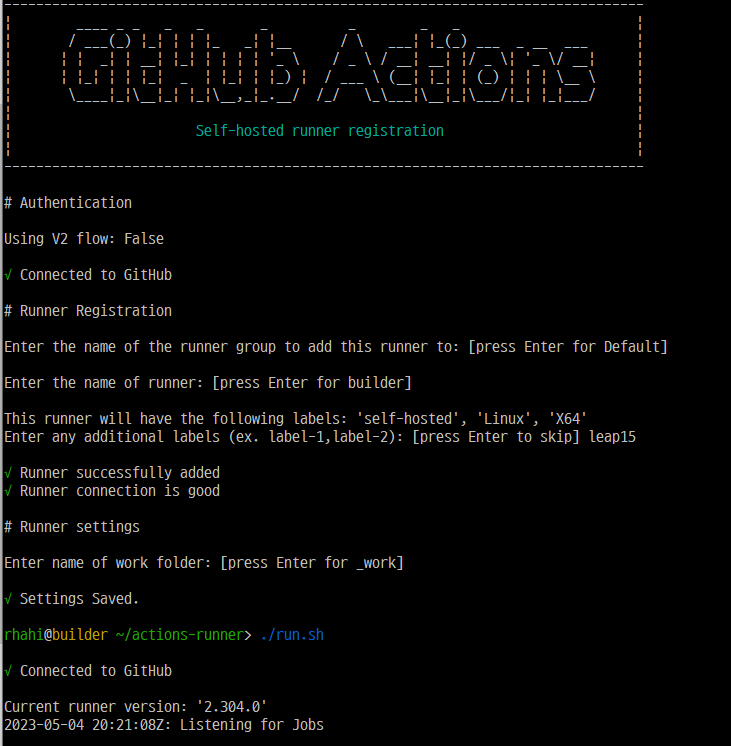 GitHub Actions
Self-hosted runner registration
# Authentication
Using V2 flow: False
√ Connected to GitHub
# Runner Registration
Enter the name of the runner group to add this runner to: [press Enter for Default]
Enter the name of runner: [press Enter for builder]
This runner will have the following labels: 'self-hosted', 'Linux', 'X64'
Enter any additional labels (ex. label-1,label-2): [press Enter to skip] leap15
√ Runner successfully added
√ Runner connection is good
# Runner settings
Enter name of work folder: [press Enter for _work]
√ Settings Saved.
rhahi@builder ~/actions-runner> ./run.sh
√ Connected to GitHub
Current runner version: '2.304.0'
2023-05-04 20:21:08Z: Listening for Jobs